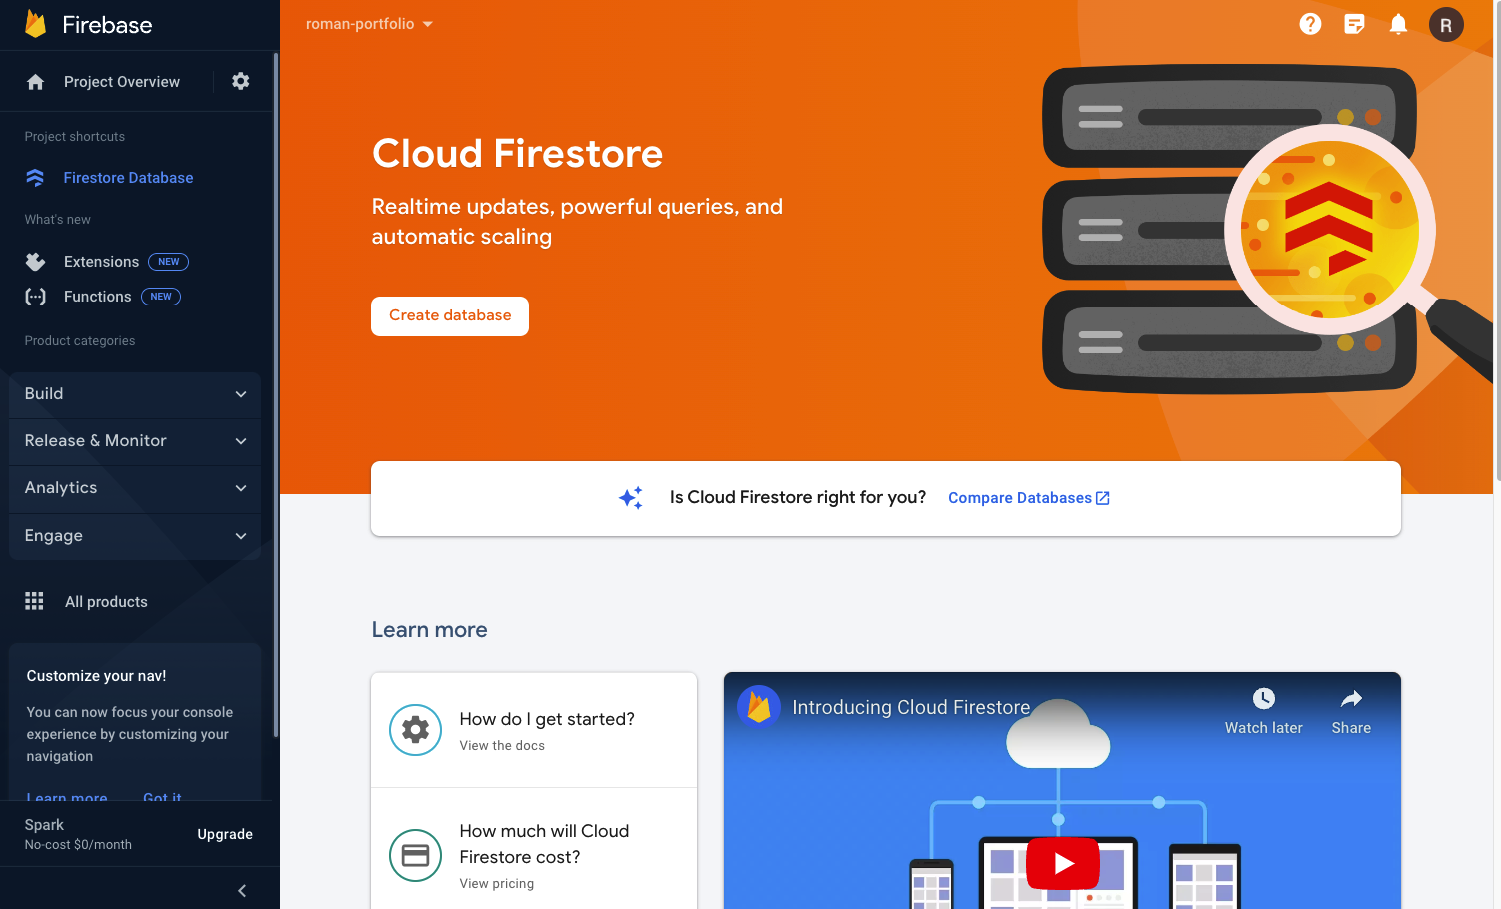 Firebase
roman-portfolio
R
Project Overview
Project shortcuts
Firestore Database
What's new
Extensions NEW
Functions NEW
Product categories
Build
Release & Monitor
Analytics
Engage
All products
Customize your nav!
You can now focus your console
experience by customizing your
navigation
Learn more Got it
Spark
No-cost $0/month
Upgrade
Cloud Firestore
Realtime updates, powerful queries, and
automatic scaling
Create database
Is Cloud Firestore right for you? Compare Databases
Learn more
How do I get started?
View the docs
How much will Cloud
Firestore cost?
View pricing
Introducing Cloud Firestore
Watch later
Share